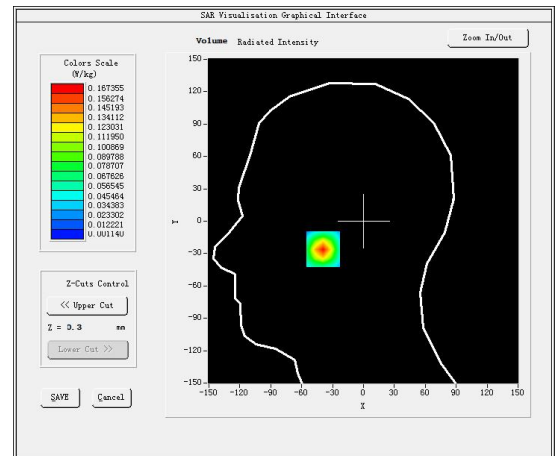 SAR Visualisation Graphical Interface
Volume Radiated Intensity
Zoom In/Out
Colors Scale
(W/kg)
0.167355
0.156274
0.145193
0.134112
0.123031
0.111950
0.100869
0.089788
0.078707
0.067626
0.056545
0.045464
0.034383
0.023302
0.012221
0.001140
Z-Cuts Control
<< Upper Cut
Z = 0.3 mm
Lower Cut >>
SAVE Cancel
150
120
90
60
30
0
-30
-60
-90
-120
-150
Y
-150 -120 -90 -60 -30 0 30 60 90 120 150
X